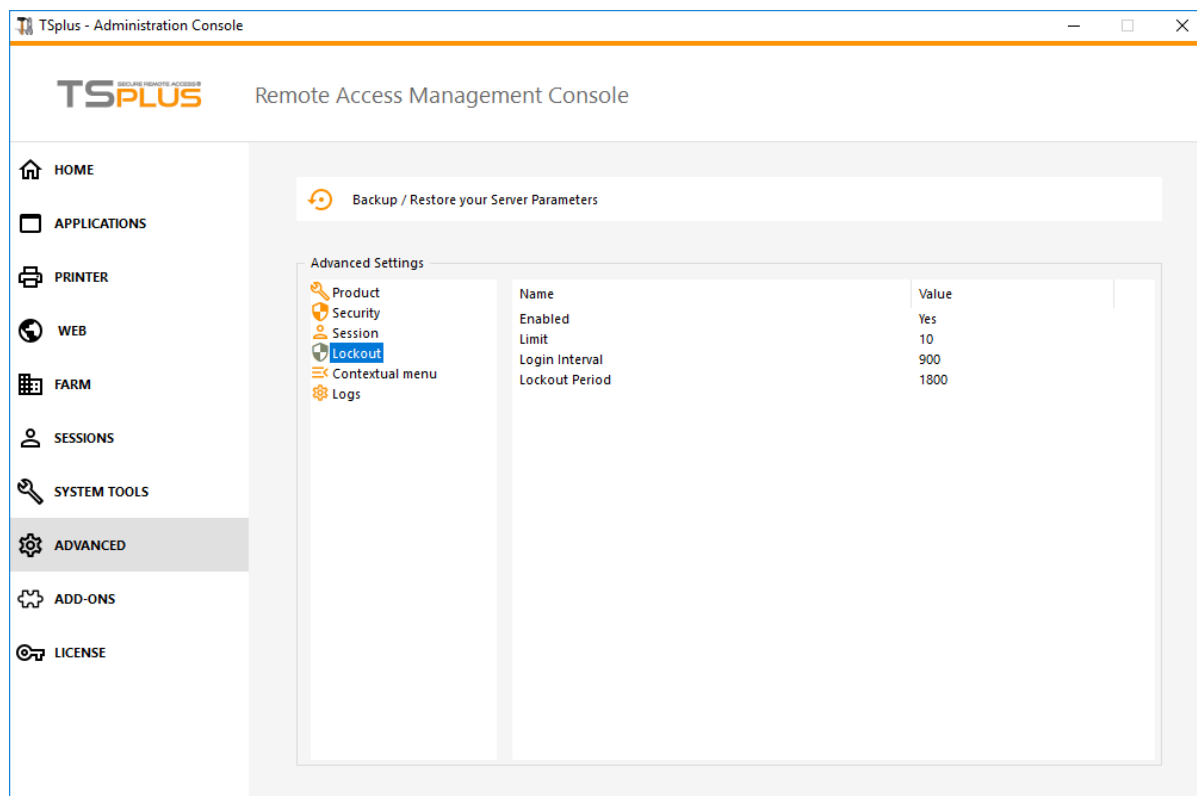 TSplus - Administration Console
TSPLUS
SECURE REMOTE ACCESS®
Remote Access Management Console
HOME
APPLICATIONS
PRINTER
WEB
FARM
SESSIONS
SYSTEM TOOLS
ADVANCED
ADD-ONS
LICENSE
Backup / Restore your Server Parameters
Advanced Settings
Product
Security
Session
Lockout
Contextual menu
Logs
Name Value
Enabled Yes
Limit 10
Login Interval 900
Lockout Period 1800